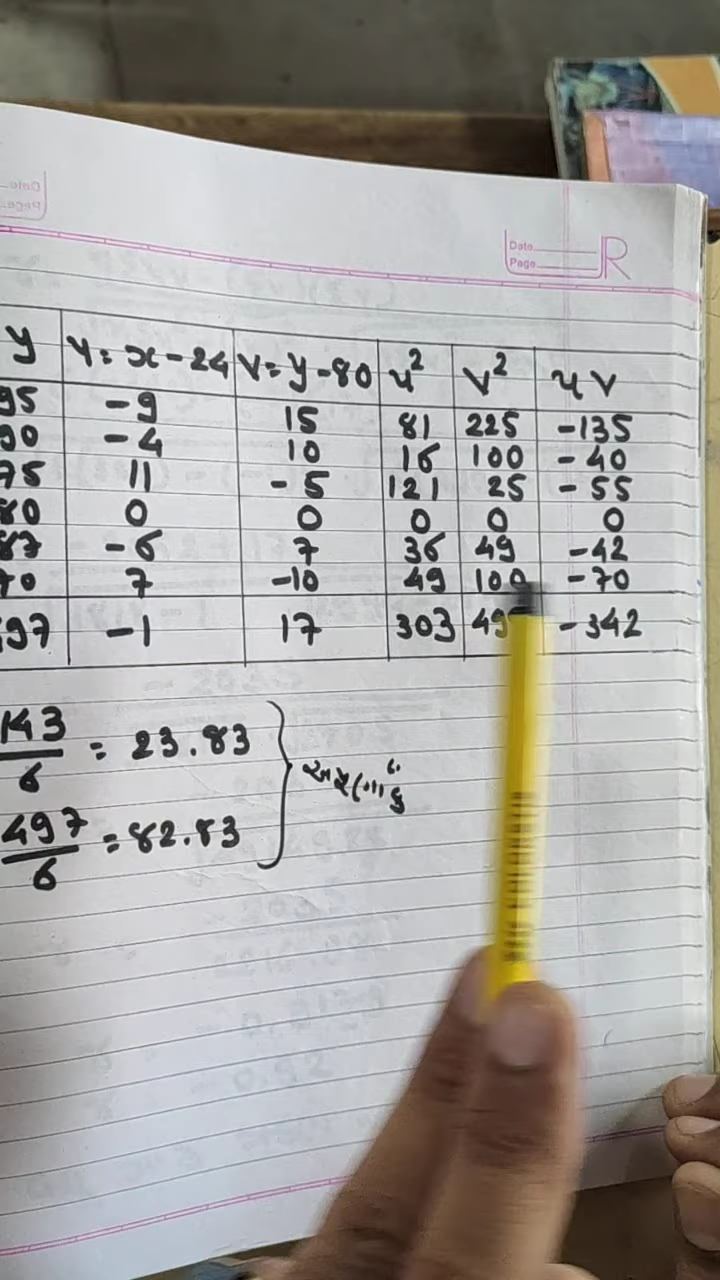 Date
Page
R
y u = x - 24 v = y - 80 u² v² uv
95 -9 15 81 225 -135
90 -4 10 16 100 -40
75 11 -5 121 25 -55
80 0 0 0 0 0
87 -6 7 36 49 -42
70 7 -10 49 100 -70
497 -1 17 303 49 -342
143/6 = 23.83
497/6 = 82.83